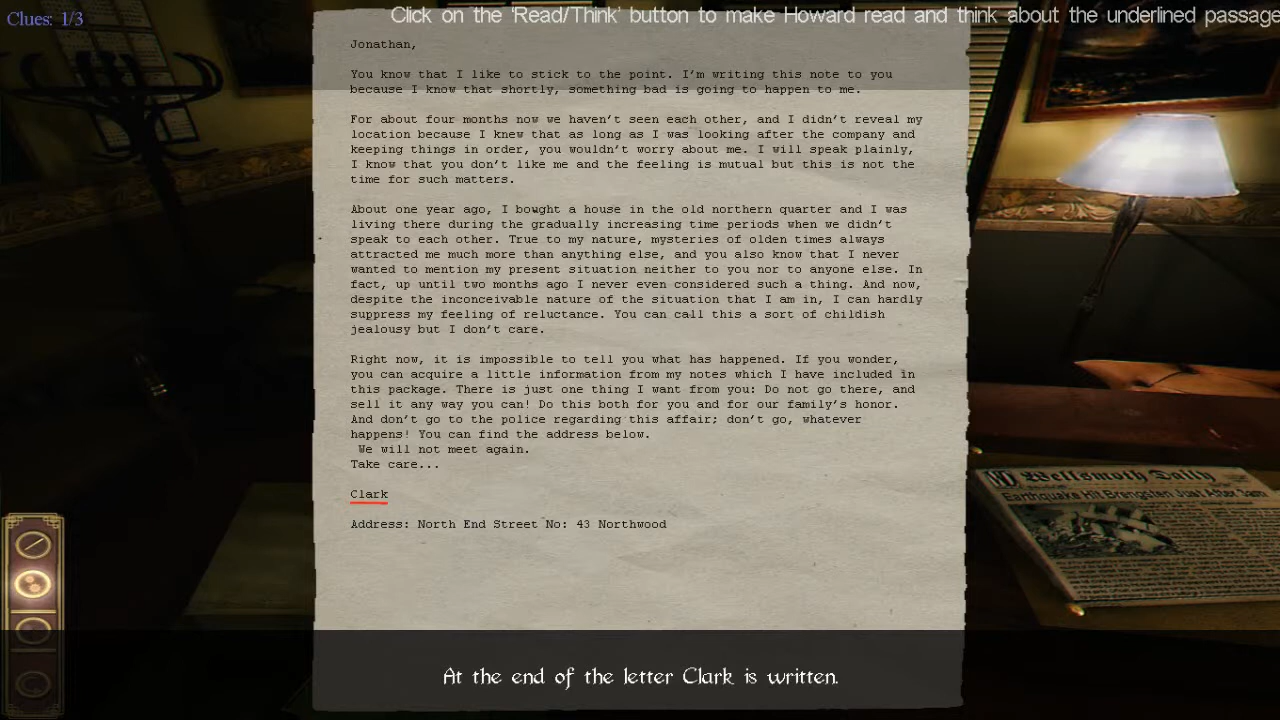 Clues: 1/3
Click on the 'Read/Think' button to make Howard read and think about the underlined passage
Jonathan,
You know that I like to stick to the point. I'm writing this note to you
because I know that shortly, something bad is going to happen to me.
For about four months now we haven't seen each other, and I didn't reveal my
location because I knew that as long as I was looking after the company and
keeping things in order, you wouldn't worry about me. I will speak plainly,
I know that you don't like me and the feeling is mutual but this is not the
time for such matters.
About one year ago, I bought a house in the old northern quarter and I was
living there during the gradually increasing time periods when we didn't
speak to each other. True to my nature, mysteries of olden times always
attracted me much more than anything else, and you also know that I never
wanted to mention my present situation neither to you nor to anyone else. In
fact, up until two months ago I never even considered such a thing. And now,
despite the inconceivable nature of the situation that I am in, I can hardly
suppress my feeling of reluctance. You can call this a sort of childish
jealousy but I don't care.
Right now, it is impossible to tell you what has happened. If you wonder,
you can acquire a little information from my notes which I have included in
this package. There is just one thing I want from you: Do not go there, and
sell it any way you can! Do this both for you and for our family's honor.
And don't go to the police regarding this affair; don't go, whatever
happens! You can find the address below.
We will not meet again.
Take care...
Clark
Address: North End Street No: 43 Northwood
Wellsmoth Daily
Earthquake Hit Brengsten Just After 3am
At the end of the letter Clark is written.